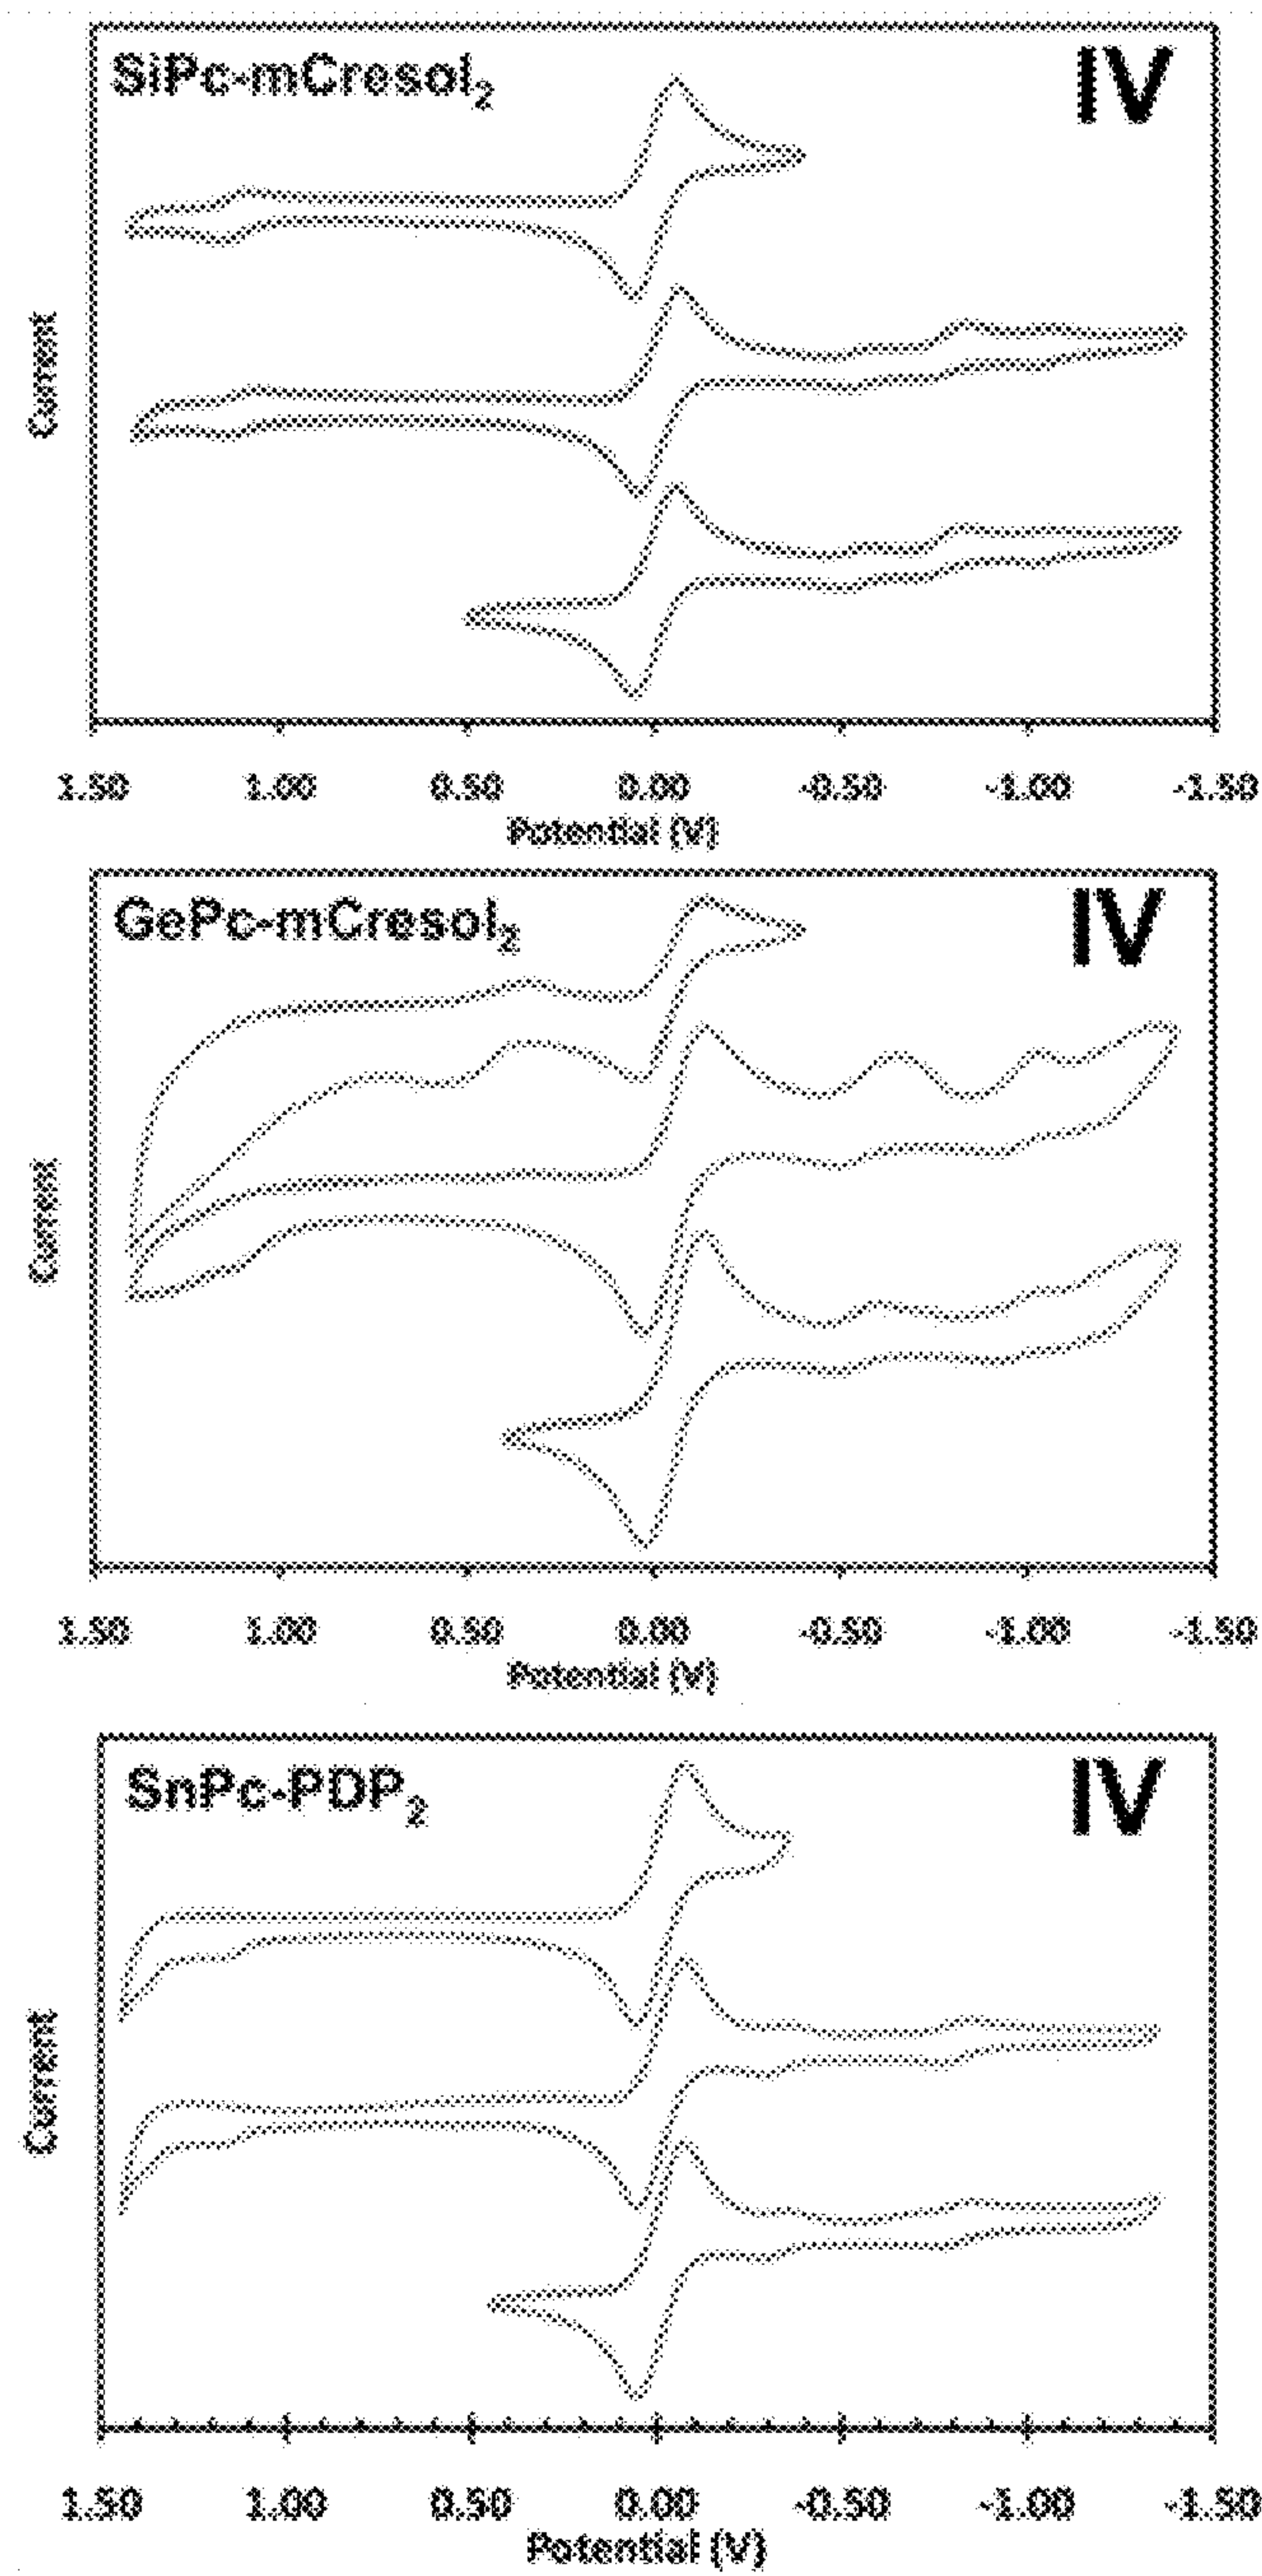 SiPc-mCresol2 IV
Current
1.50 1.00 0.50 0.00 -0.50 -1.00 -1.50
Potential (V)
GePc-mCresol2 IV
Current
1.50 1.00 0.50 0.00 -0.50 -1.00 -1.50
Potential (V)
SnPc-PDP2 IV
Current
1.50 1.00 0.50 0.00 -0.50 -1.00 -1.50
Potential (V)